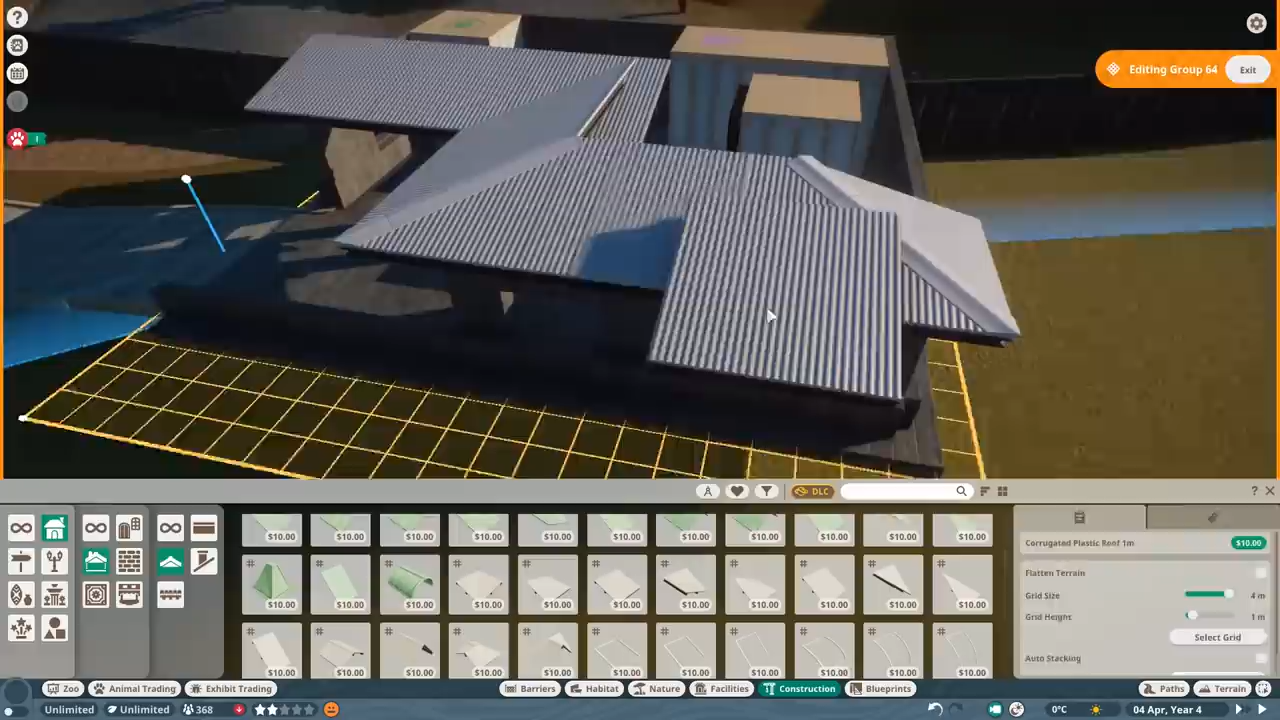 ?
Editing Group 64
Exit
DLC
? ×
$10.00 $10.00 $10.00 $10.00 $10.00 $10.00 $10.00 $10.00 $10.00 $10.00 $10.00
$10.00 $10.00 $10.00 $10.00 $10.00 $10.00 $10.00 $10.00 $10.00 $10.00 $10.00
$10.00 $10.00 $10.00 $10.00 $10.00 $10.00 $10.00 $10.00 $10.00 $10.00 $10.00
Corrugated Plastic Roof 1m $10.00
Flatten Terrain
Grid Size 4 m
Grid Height 1 m
Select Grid
Auto Stacking
Zoo Animal Trading Exhibit Trading Barriers Habitat Nature Facilities Construction Blueprints Paths Terrain
Unlimited Unlimited 368 0°C 04 Apr, Year 4